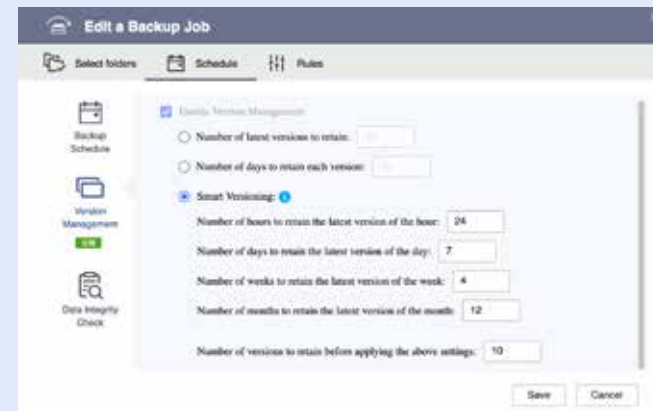 Edit a Backup Job
Select folders Schedule Rules
Backup
Schedule
Version
Management
ON
Data Integrity
Check
Enable Version Management
Number of latest versions to retain:
Number of days to retain each version:
Smart Versioning:
Number of hours to retain the latest version of the hour: 24
Number of days to retain the latest version of the day: 7
Number of weeks to retain the latest version of the week: 4
Number of months to retain the latest version of the month: 12
Number of versions to retain before applying the above settings: 10
Save Cancel